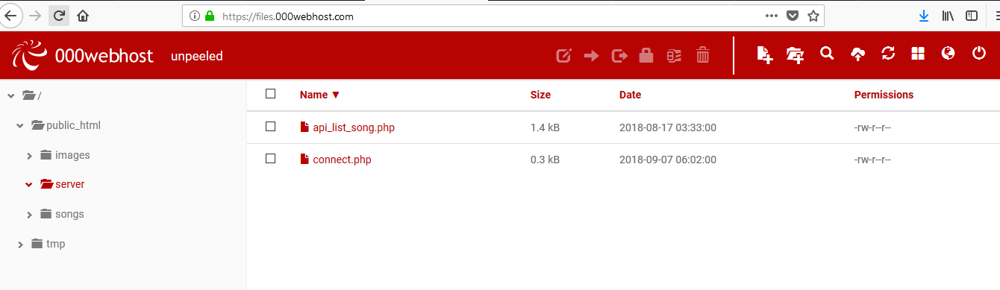 https://files.000webhost.com
000webhost unpeeled
/
public_html
images
server
songs
tmp
Name ▼ Size Date Permissions
api_list_song.php 1.4 kB 2018-08-17 03:33:00 -rw-r--r--
connect.php 0.3 kB 2018-09-07 06:02:00 -rw-r--r--